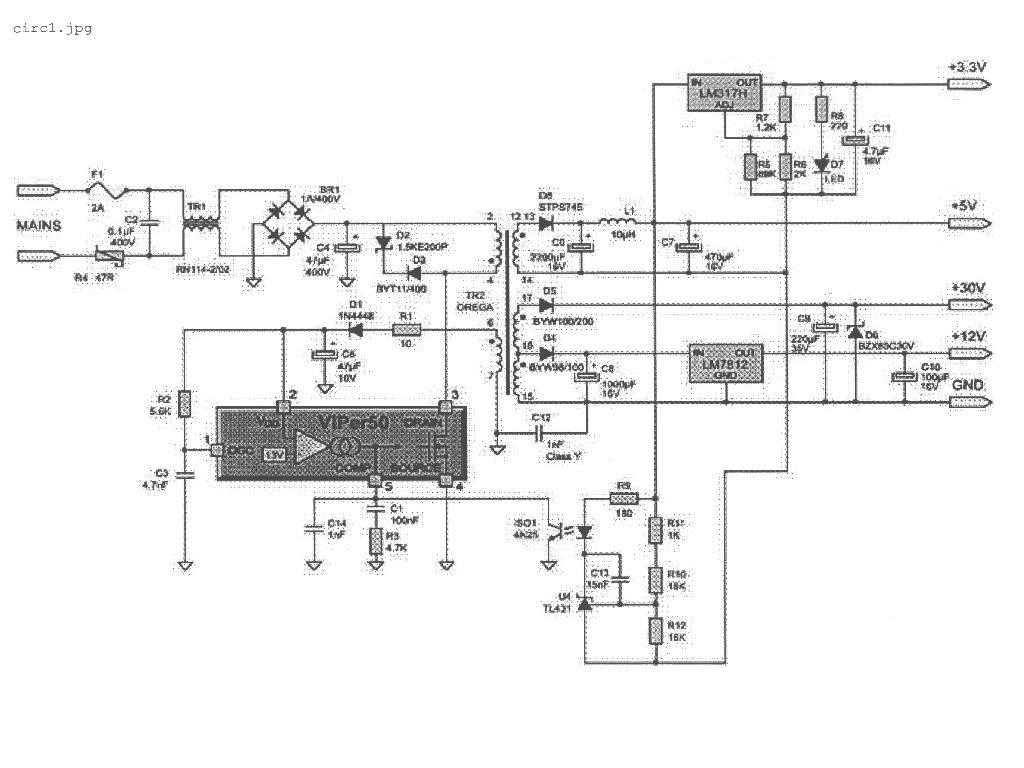 circ1.jpg
+3.3V
IN OUT
LM317H
ADJ
R7
1.2K
R8
220
C11
4.7µF
16V
R5
R6
2K
D7
LED
F1
2A
MAINS
C2
0.1µF
400V
R4 47R
TR1
RN114-2/02
BR1
1A/400V
C4
47µF
400V
D2
1.5KE200P
D3
BYT11/400
2
4
12 13
14
D8
STPS745
L1
10µH
C6
2200µF
16V
C7
470µF
16V
+5V
TR2
OREGA
17
D5
BYW100/200
+30V
C9
220µF
35V
D6
BZX85C30V
D1
1N4448
R1
10
6
7
16
15
D4
BYW98/100
C8
1000µF
16V
IN OUT
LM7812
GND
+12V
C10
100µF
16V
GND
C5
47µF
16V
R2
5.6K
2
3
VIPer50
VDD
DRAIN
1
OSC
13V
COMP
SOURCE
5
4
C12
1nF
Class Y
C3
4.7nF
C14
1nF
C1
100nF
R3
4.7K
ISO1
4N25
R9
180
R11
1K
C13
15nF
R10
16K
U4
TL431
R12
16K